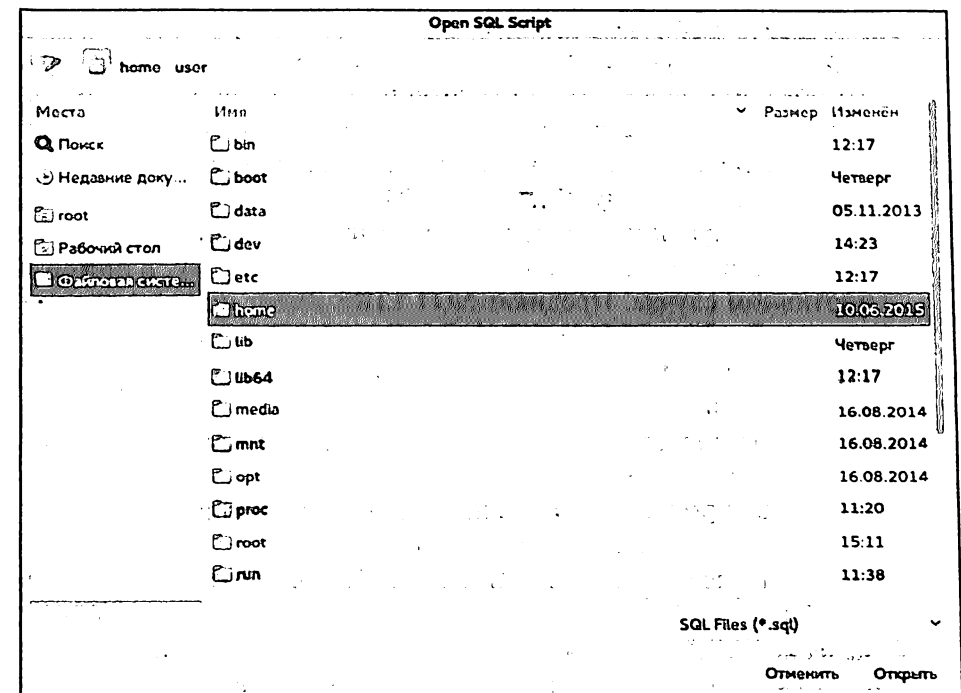 Open SQL Script
home user
Места
Имя Размер Изменён
Поиск
bin 12:17
Недавние доку...
boot Четверг
root
data 05.11.2013
Рабочий стол
dev 14:23
Файловая систе...
etc 12:17
home 10.06.2015
lib Четверг
lib64 12:17
media 16.08.2014
mnt 16.08.2014
opt 16.08.2014
proc 11:20
root 15:11
run 11:38
SQL Files (*.sql)
Отменить Открыть